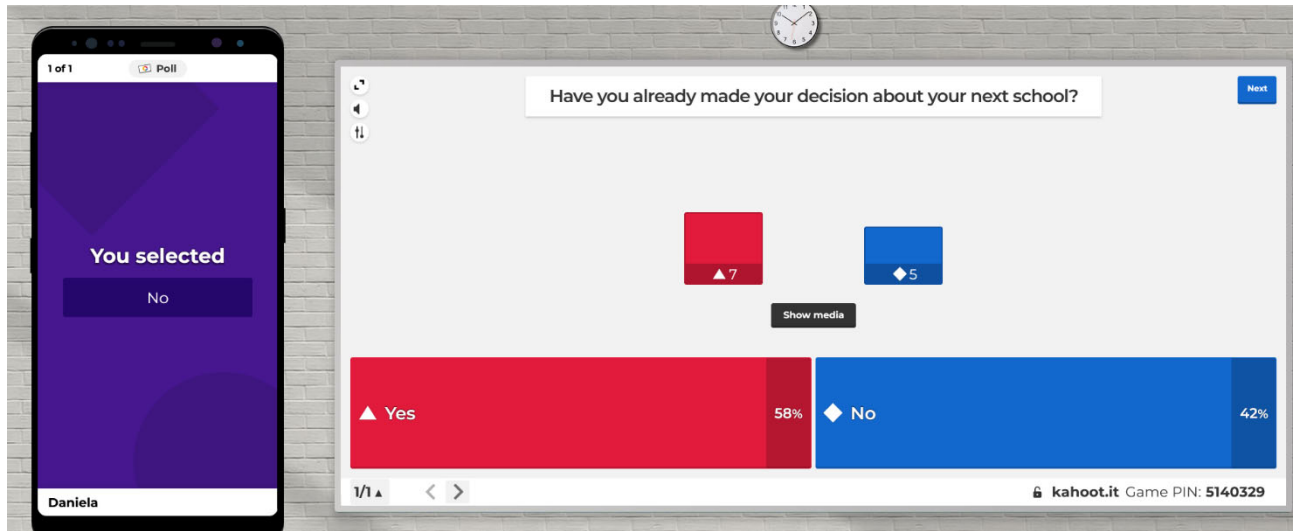 1 of 1 Poll
You selected
No
Daniela
Have you already made your decision about your next school?
Next
7
5
Show media
Yes 58%
No 42%
1/1
kahoot.it Game PIN: 5140329